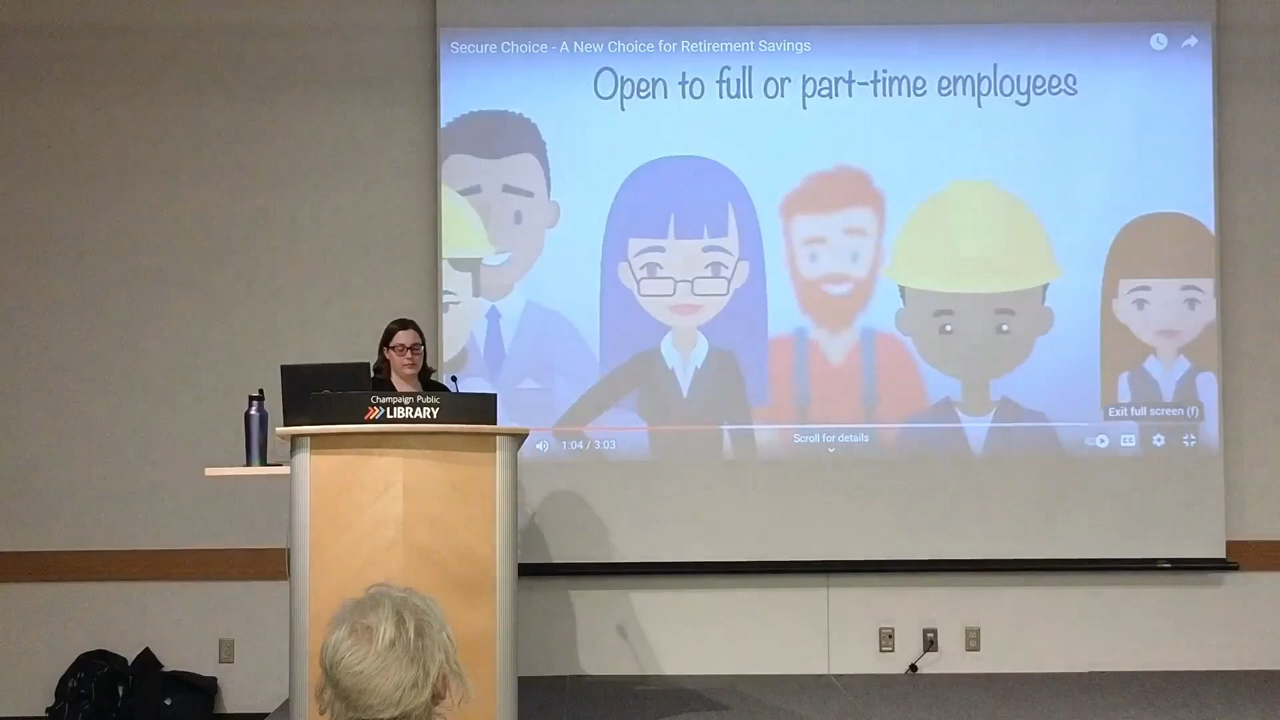 Secure Choice - A New Choice for Retirement Savings
Open to full or part-time employees
Exit full screen (f)
1:04 / 3:03
Scroll for details
CC
Champaign Public
LIBRARY